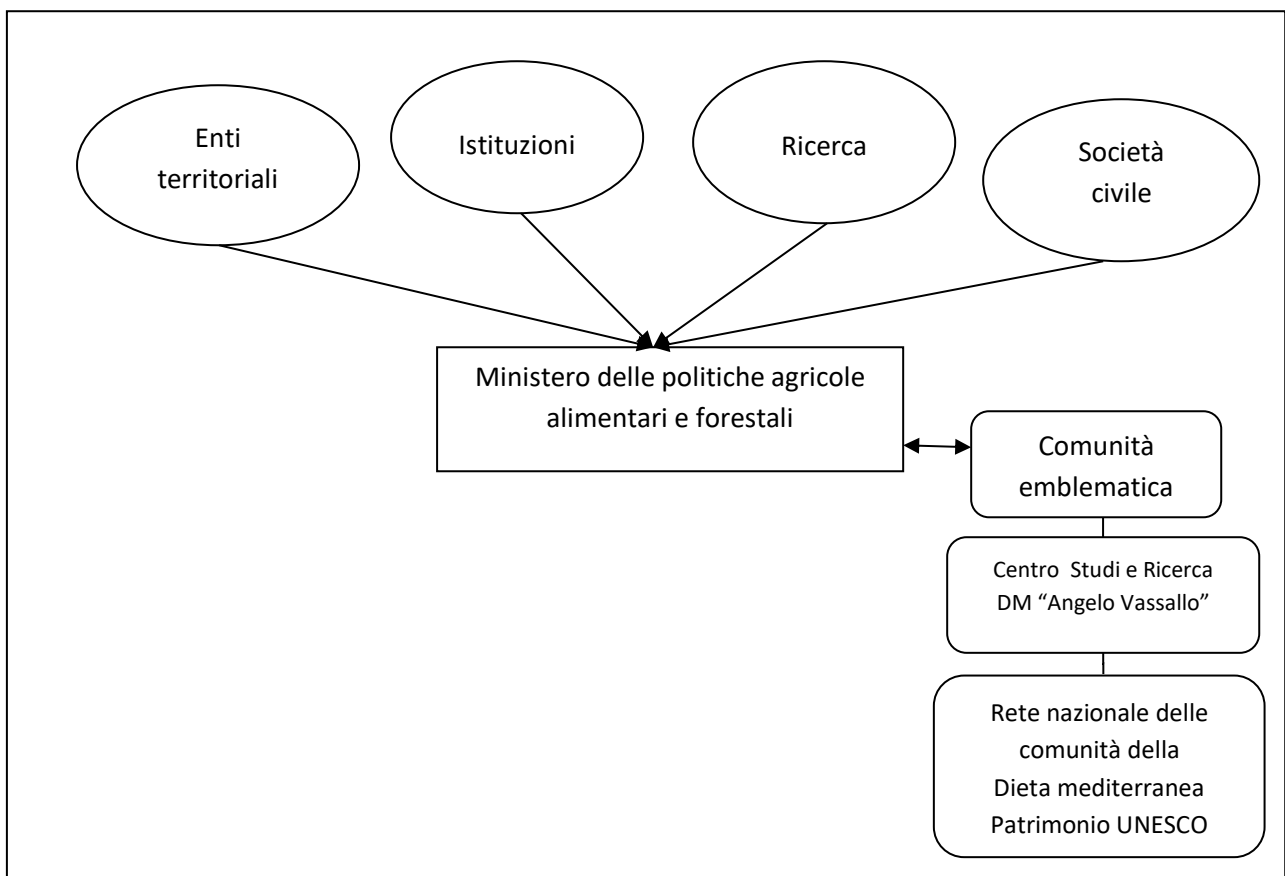 Enti
territoriali
Istituzioni
Ricerca
Società
civile
Ministero delle politiche agricole
alimentari e forestali
Comunità
emblematica
Centro Studi e Ricerca
DM “Angelo Vassallo”
Rete nazionale delle
comunità della
Dieta mediterranea
Patrimonio UNESCO